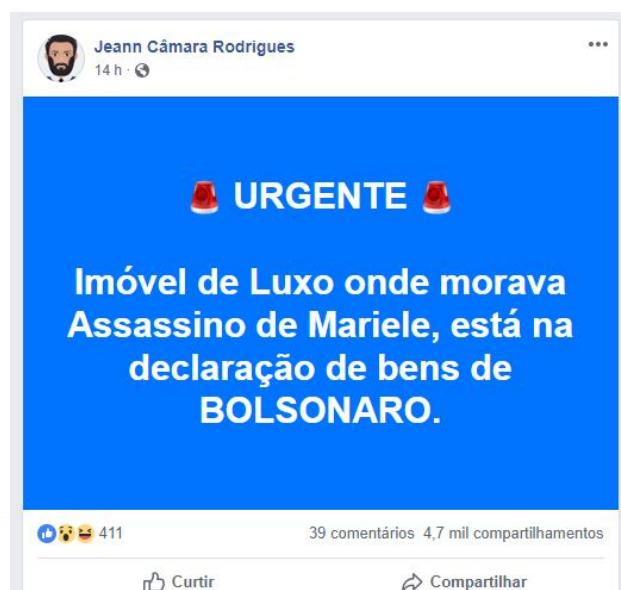 Jeann Câmara Rodrigues
14 h ·
URGENTE
Imóvel de Luxo onde morava
Assassino de Mariele, está na
declaração de bens de
BOLSONARO.
411
39 comentários 4,7 mil compartilhamentos
Curtir
Compartilhar